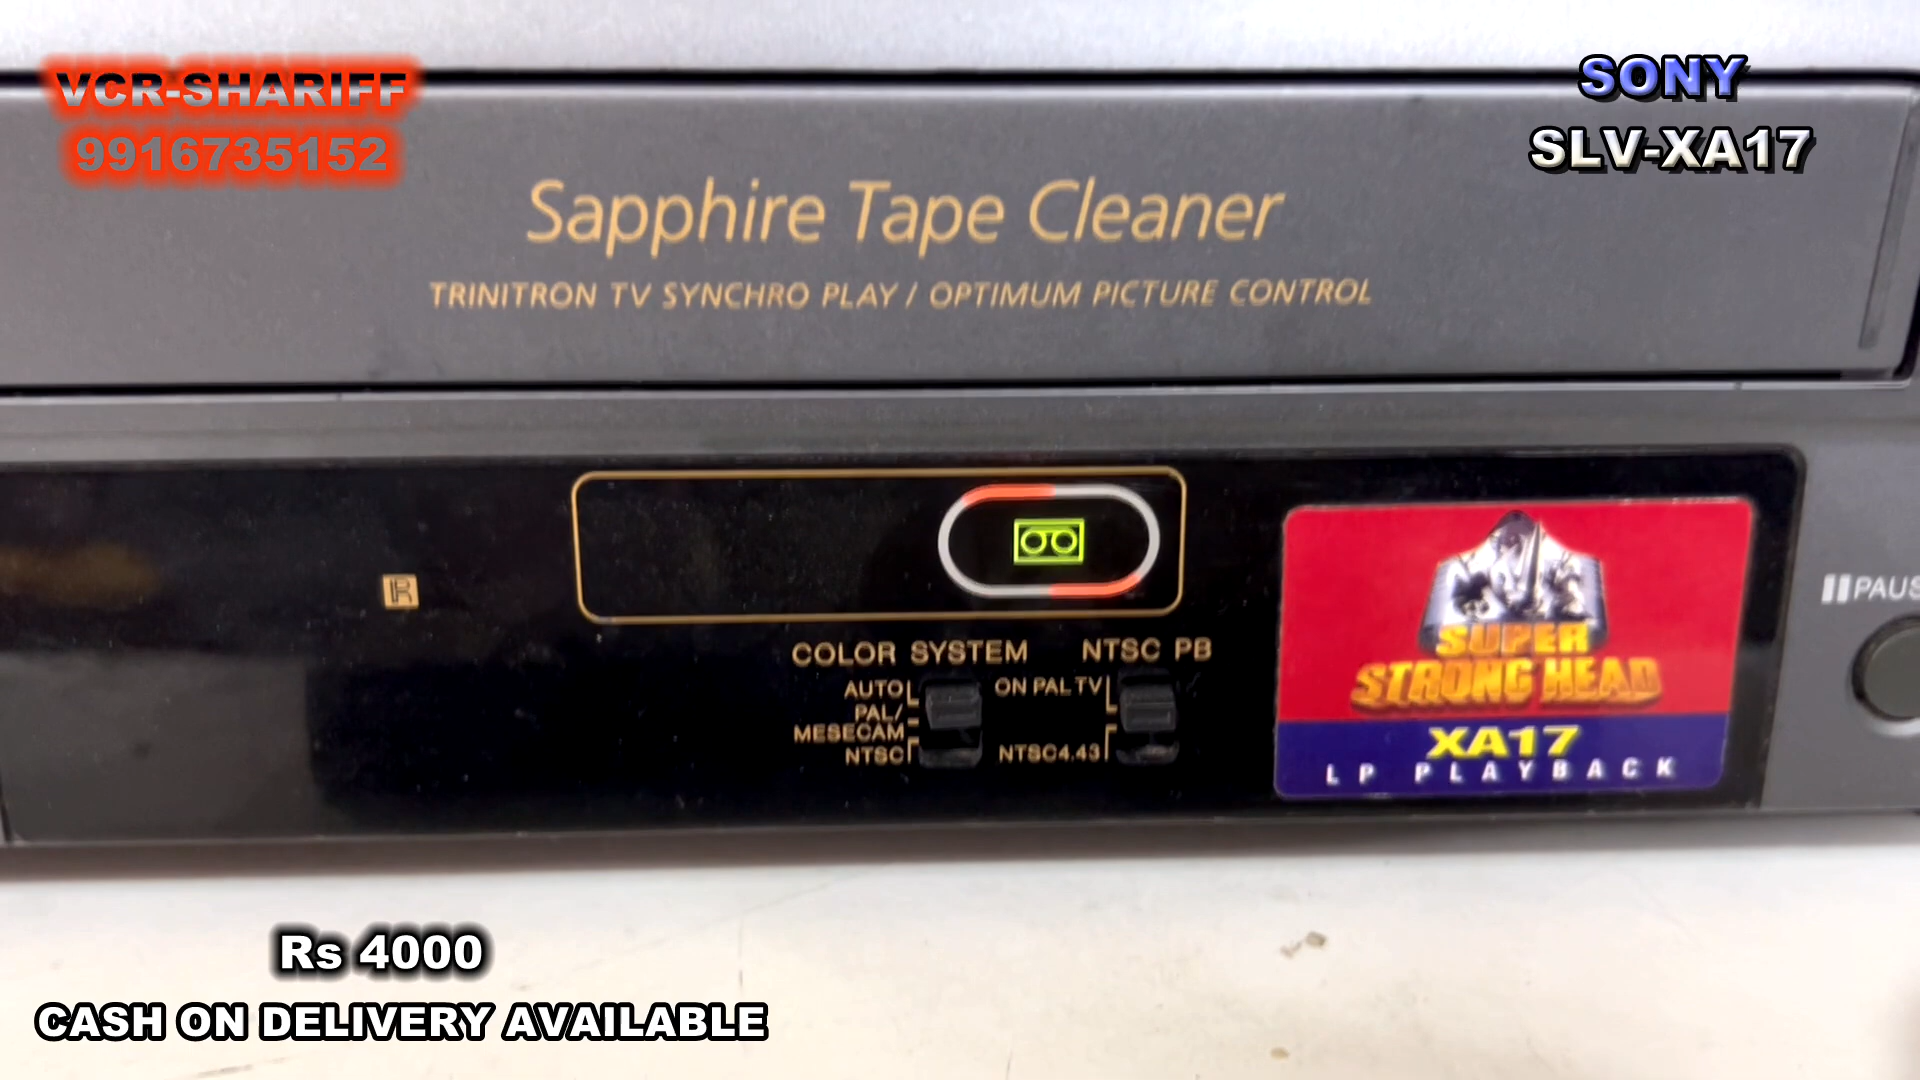 VCR-SHARIFF
9916735152
SONY
SLV-XA17
Sapphire Tape Cleaner
TRINITRON TV SYNCHRO PLAY / OPTIMUM PICTURE CONTROL
COLOR SYSTEM
NTSC PB
AUTO
PAL/
MESECAM
NTSC
ON PAL TV
NTSC4.43
SUPER
STRONG HEAD
XA17
LP PLAYBACK
PAUS
Rs 4000
CASH ON DELIVERY AVAILABLE